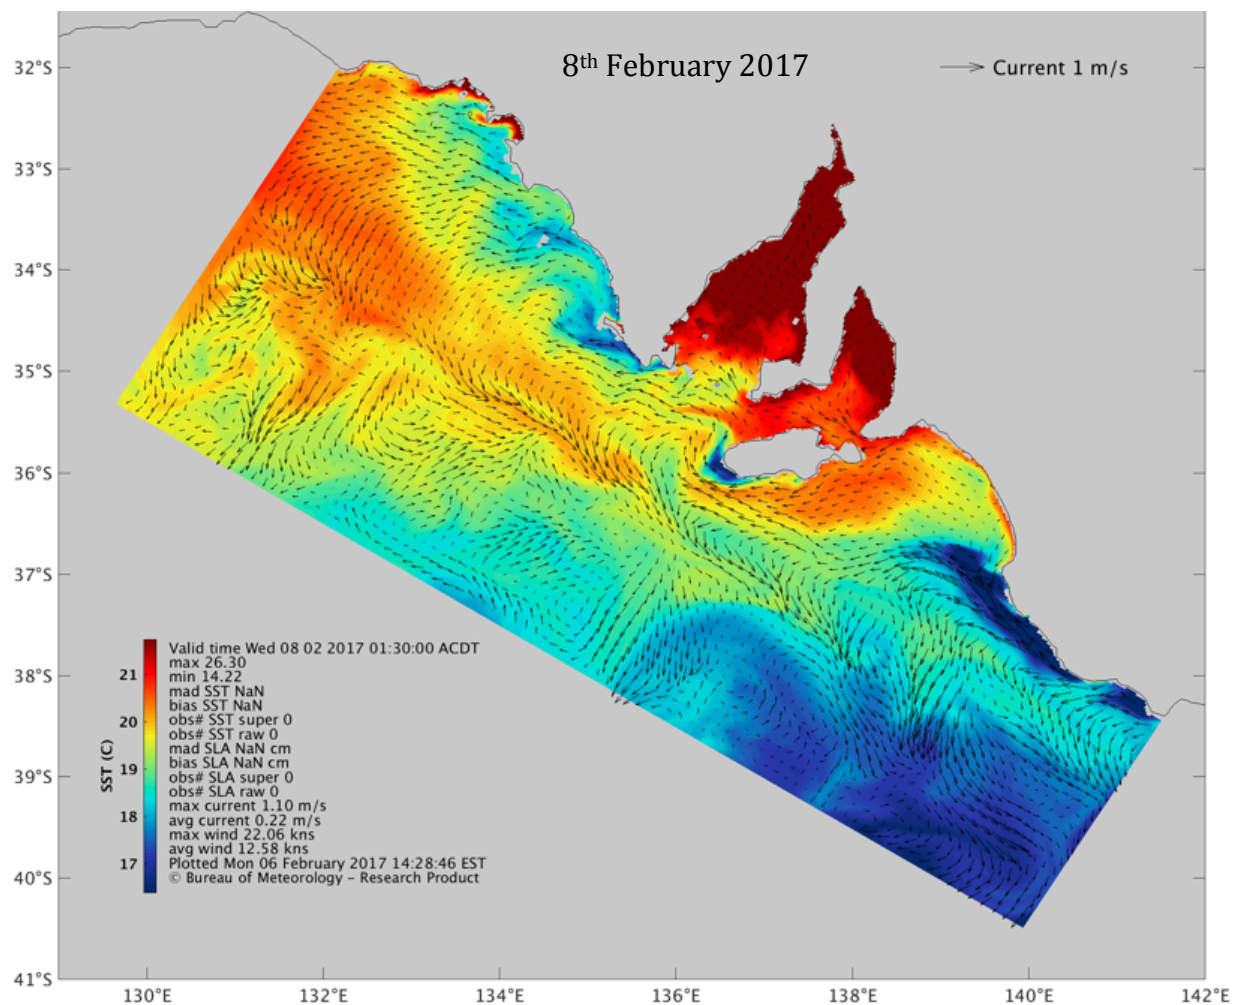 8th February 2017
Current 1 m/s
32°S
33°S
34°S
35°S
36°S
37°S
38°S
39°S
40°S
41°S
Valid time Wed 08 02 2017 01:30:00 ACDT
max 26.30
min 14.22
mad SST NaN
bias SST NaN
obs# SST super 0
obs# SST raw 0
mad SLA NaN cm
bias SLA NaN cm
obs# SLA super 0
obs# SLA raw 0
max current 1.10 m/s
avg current 0.22 m/s
max wind 22.06 kns
avg wind 12.58 kns
Plotted Mon 06 February 2017 14:28:46 EST
© Bureau of Meteorology – Research Product
SST (C)
21
20
19
18
17
130°E
132°E
134°E
136°E
138°E
140°E
142°E